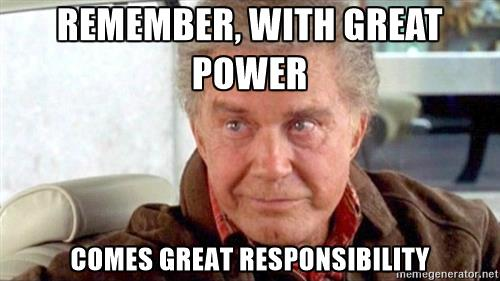 REMEMBER, WITH GREAT
POWER
COMES GREAT RESPONSIBILITY
memegenerator.net